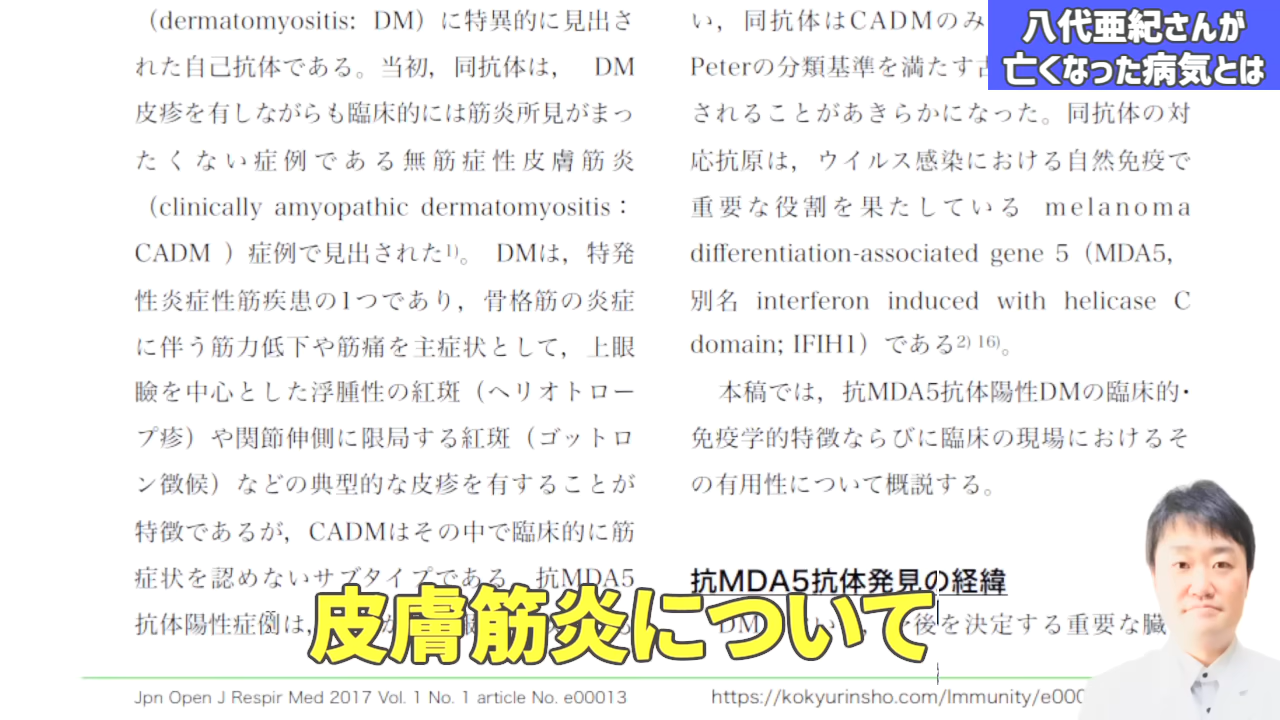 （dermatomyositis: DM）に特異的に見出さ
れた自己抗体である。当初，同抗体は， DM
皮疹を有しながらも臨床的には筋炎所見がまっ
たくない症例である無筋症性皮膚筋炎
（clinically amyopathic dermatomyositis：
CADM ）症例で見出された1)。 DMは，特発
性炎症性筋疾患の1つであり，骨格筋の炎症
に伴う筋力低下や筋痛を主症状として，上眼
瞼を中心とした浮腫性の紅斑（ヘリオトロー
プ疹）や関節伸側に限局する紅斑（ゴットロ
ン徴候）などの典型的な皮疹を有することが
特徴であるが，CADMはその中で臨床的に筋
症状を認めないサブタイプである。抗MDA5
抗体陽性症例は，
い，同抗体はCADMのみ
Peterの分類基準を満たす
されることがあきらかになった。同抗体の対
応抗原は，ウイルス感染における自然免疫で
重要な役割を果たしている melanoma
differentiation-associated gene 5（MDA5，
別名 interferon induced with helicase C
domain; IFIH1）である2) 16)。
本稿では，抗MDA5抗体陽性DMの臨床的・
免疫学的特徴ならびに臨床の現場におけるそ
の有用性について概説する。
抗MDA5抗体発見の経緯
DM 後を決定する重要な臓
八代亜紀さんが
亡くなった病気とは
皮膚筋炎について
Jpn Open J Respir Med 2017 Vol. 1 No. 1 article No. e00013
https://kokyurinsho.com/Immunity/e000